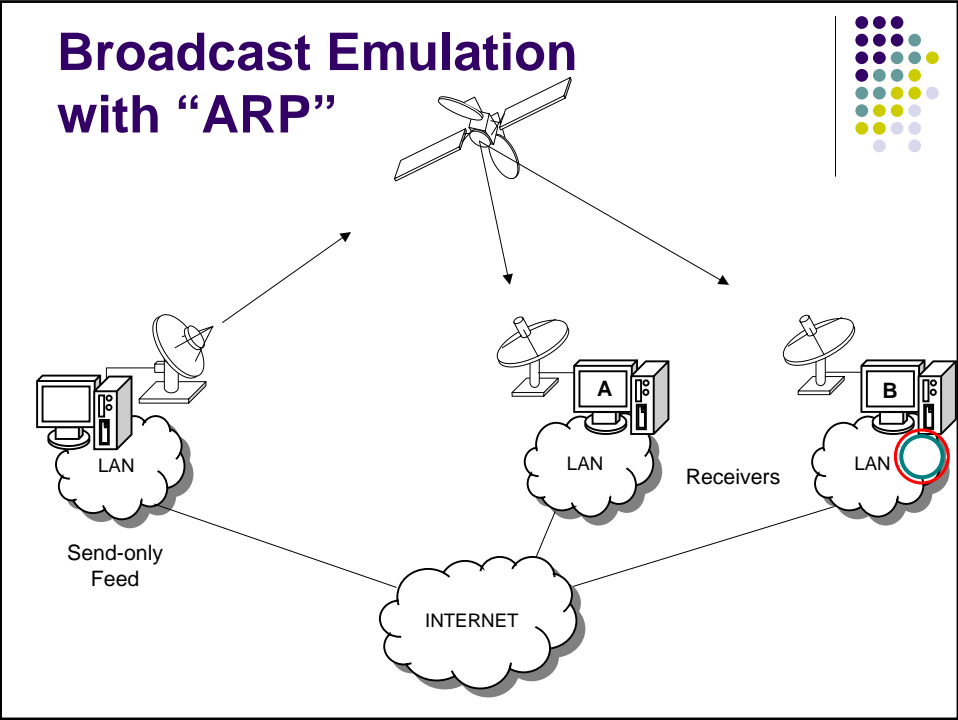 Broadcast Emulation
with “ARP”
A
B
LAN
LAN
Receivers
LAN
Send-only
Feed
INTERNET